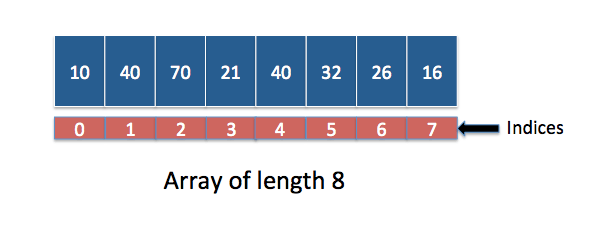 10 40 70 21 40 32 26 16
0 1 2 3 4 5 6 7 Indices
Array of length 8